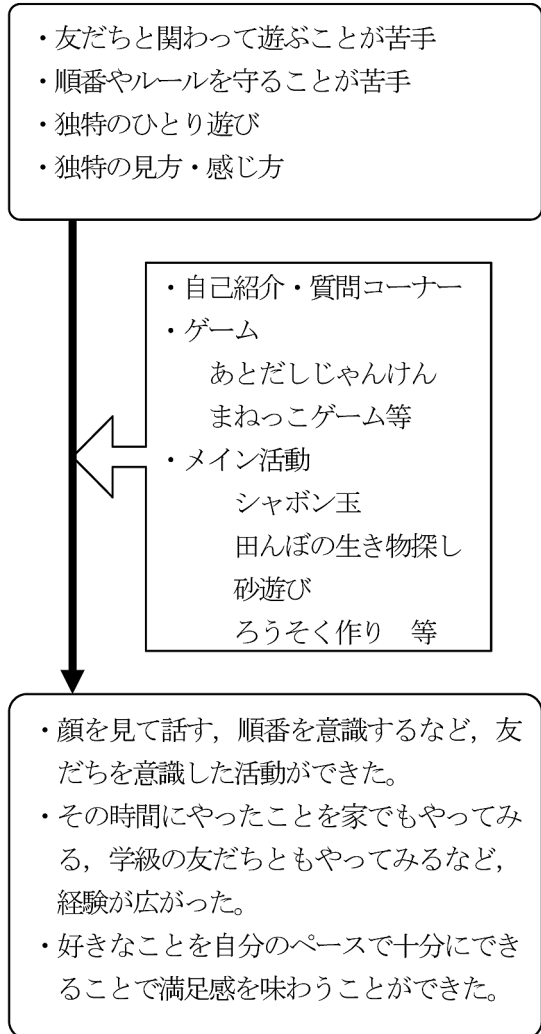 ・友だちと関わって遊ぶことが苦手
・順番やルールを守ることが苦手
・独特のひとり遊び
・独特の見方・感じ方
・自己紹介・質問コーナー
・ゲーム
あとだしじゃんけん
まねっこゲーム等
・メイン活動
シャボン玉
田んぼの生き物探し
砂遊び
ろうそく作り　等
・顔を見て話す，順番を意識するなど，友
だちを意識した活動ができた。
・その時間にやったことを家でもやってみ
る，学級の友だちともやってみるなど，
経験が広がった。
・好きなことを自分のペースで十分にでき
ることで満足感を味わうことができた。